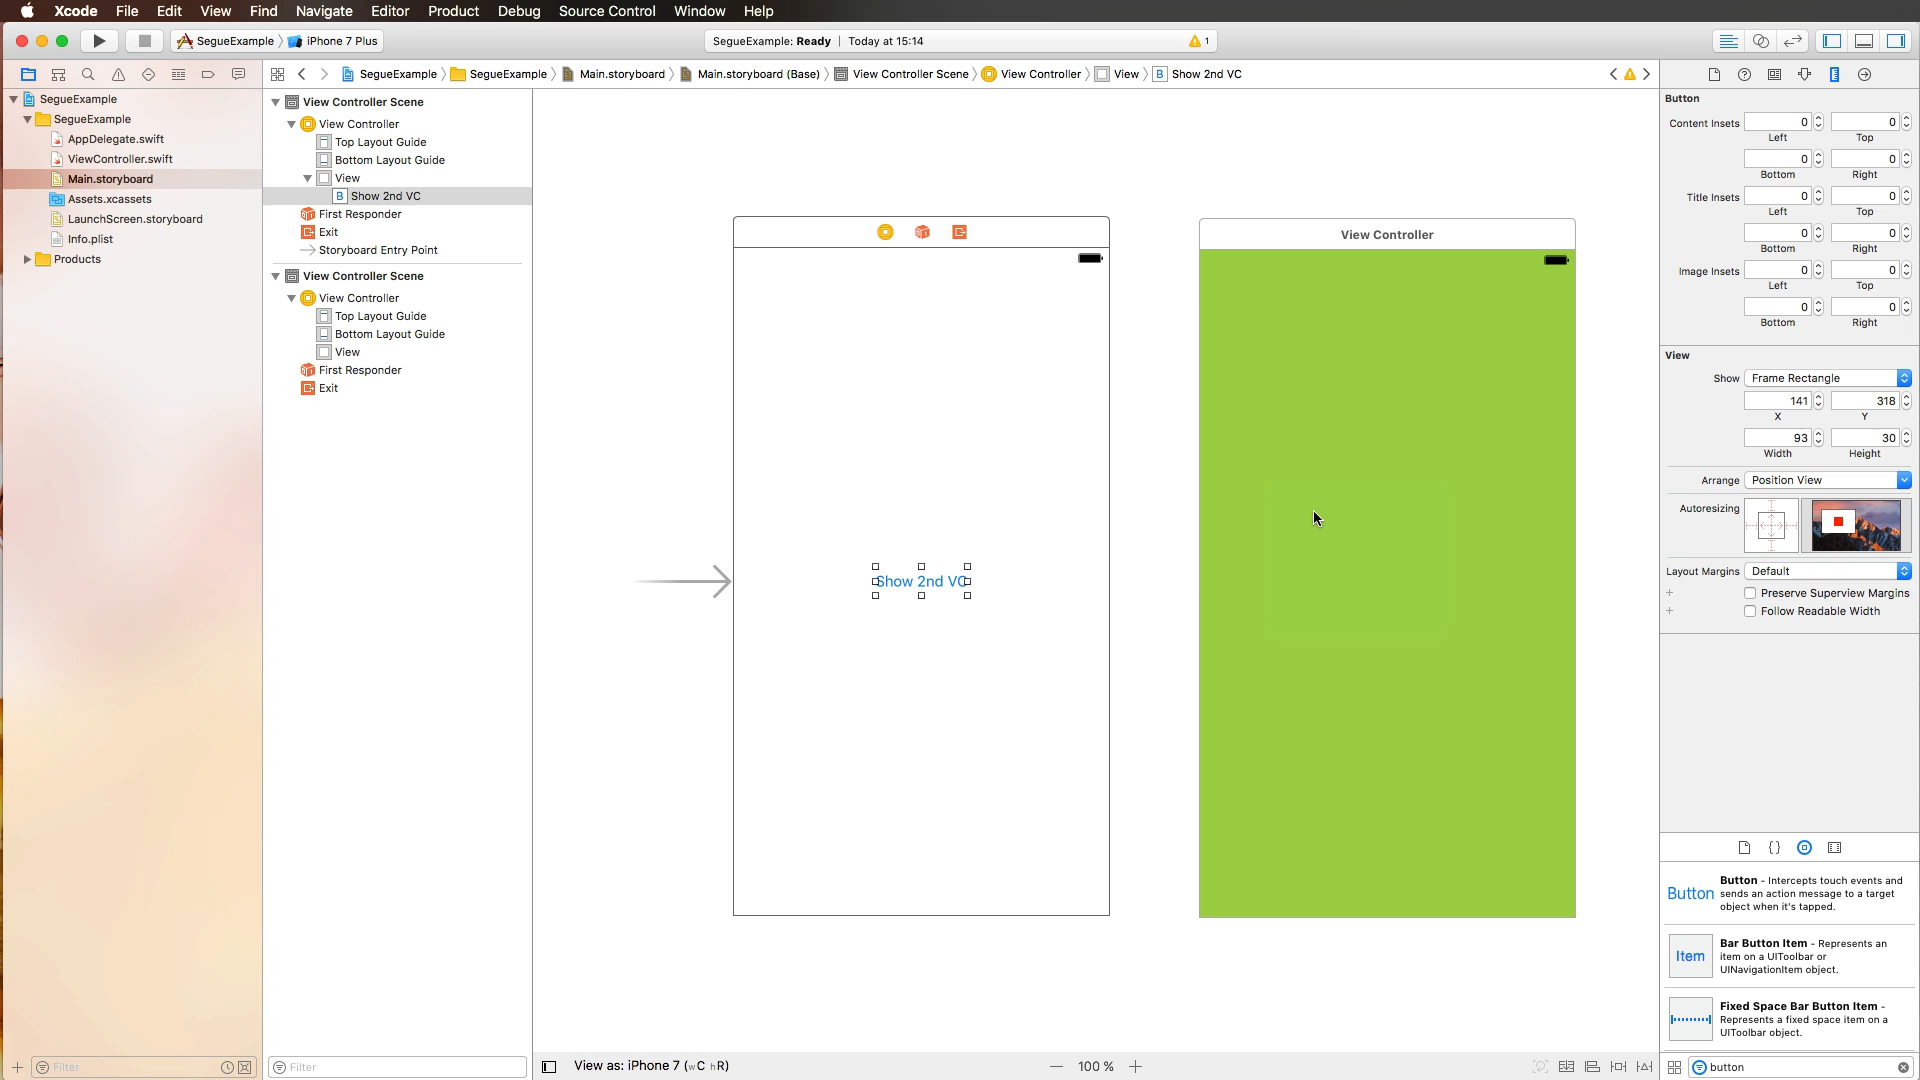 Xcode File Edit View Find Navigate Editor Product Debug Source Control Window Help
SegueExample iPhone 7 Plus
SegueExample: Ready Today at 15:14
1
SegueExample SegueExample Main.storyboard Main.storyboard (Base) View Controller Scene View Controller View B Show 2nd VC
SegueExample
SegueExample
AppDelegate.swift
ViewController.swift
Main.storyboard
Assets.xcassets
LaunchScreen.storyboard
Info.plist
Products
Filter
View Controller Scene
View Controller
Top Layout Guide
Bottom Layout Guide
View
B Show 2nd VC
First Responder
Exit
Storyboard Entry Point
View Controller Scene
View Controller
Top Layout Guide
Bottom Layout Guide
View
First Responder
Exit
Filter
Show 2nd VC
View Controller
View as: iPhone 7 (wC hR)
100 %
Button
Content Insets 0 0
Left Top
0 0
Bottom Right
Title Insets 0 0
Left Top
0 0
Bottom Right
Image Insets 0 0
Left Top
0 0
Bottom Right
View
Show Frame Rectangle
141 318
X Y
93 30
Width Height
Arrange Position View
Autoresizing
Layout Margins Default
+ Preserve Superview Margins
+ Follow Readable Width
Button
Button - Intercepts touch events and
sends an action message to a target
object when it's tapped.
Item
Bar Button Item - Represents an
item on a UIToolbar or
UINavigationItem object.
Fixed Space Bar Button Item -
Represents a fixed space item on a
UIToolbar object.
button